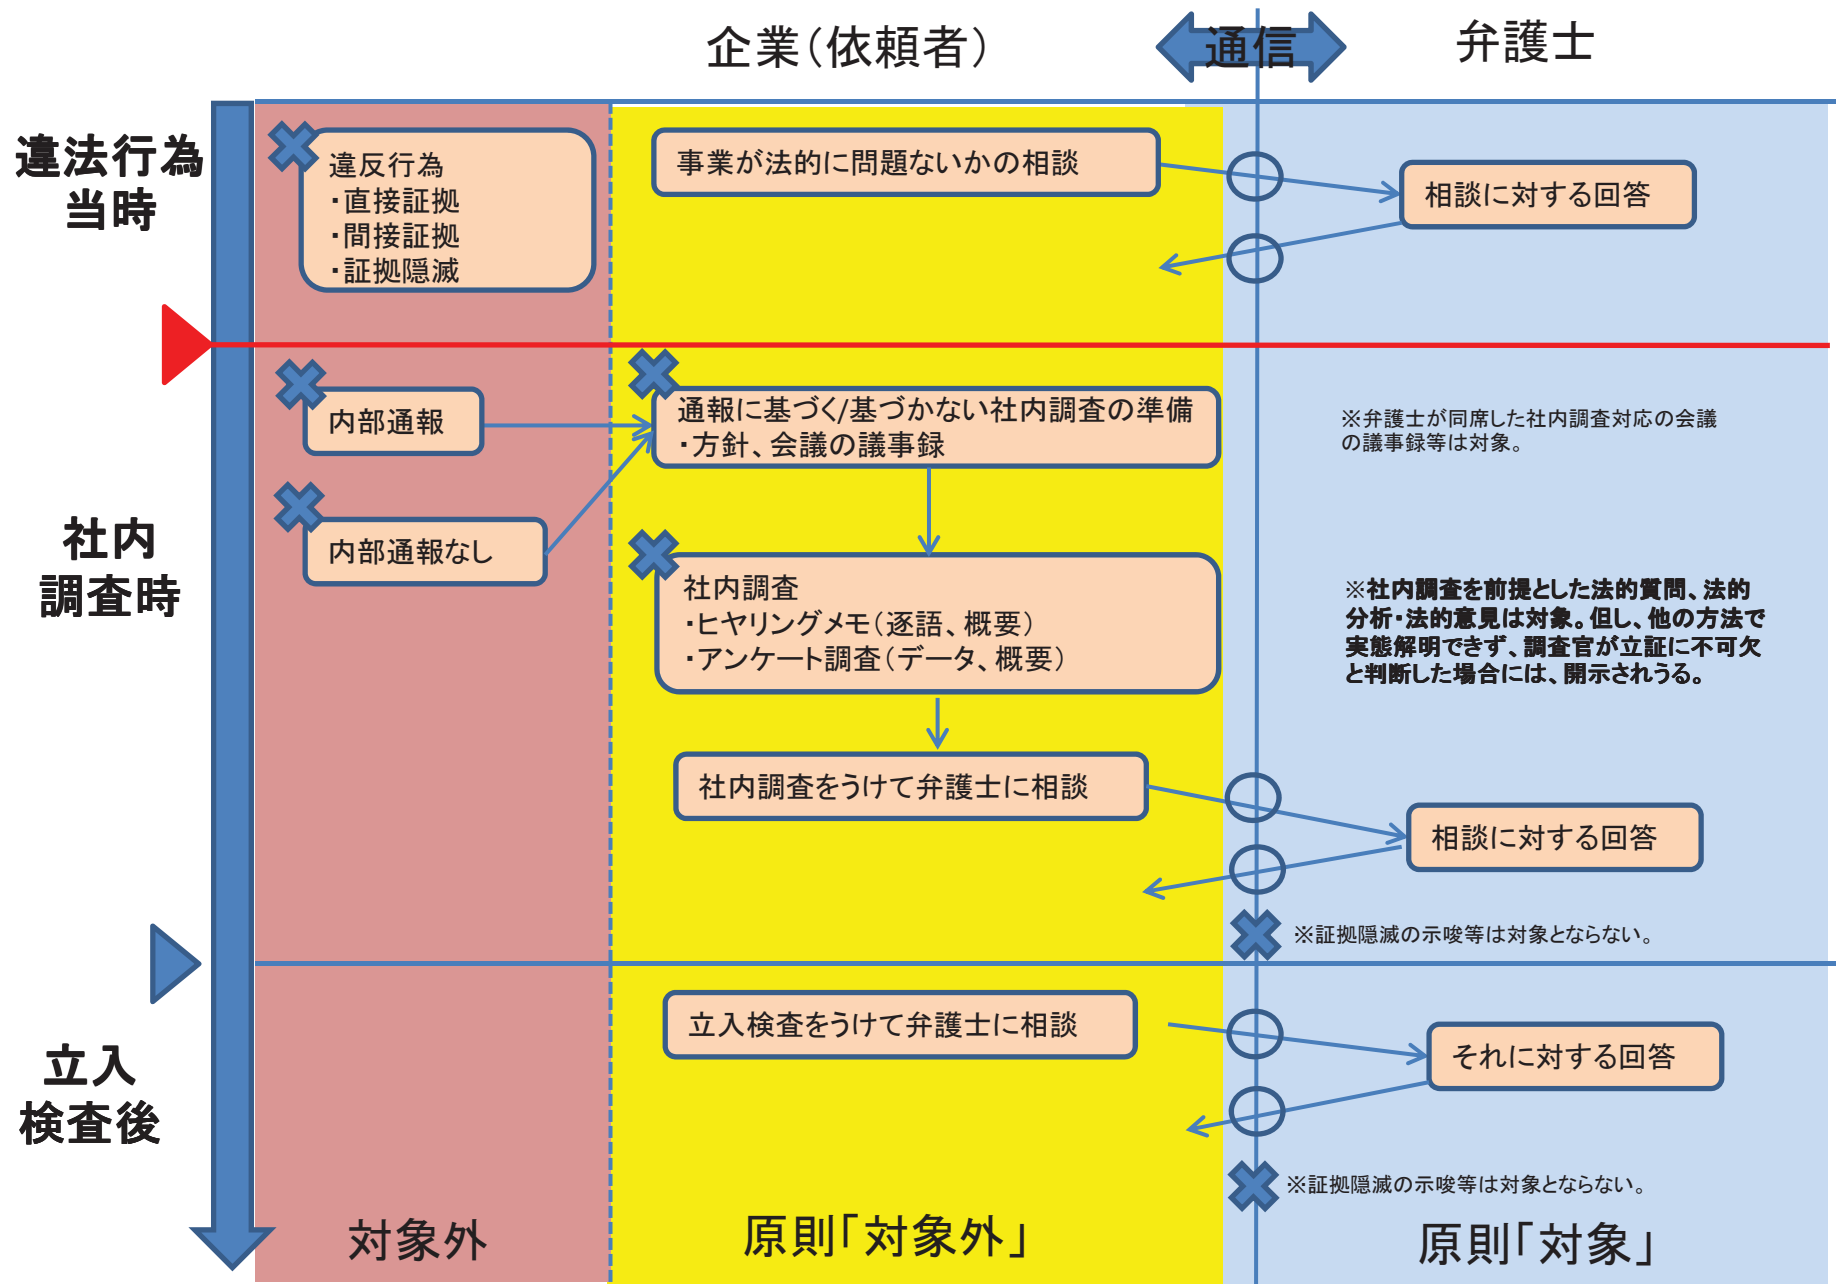 企業(依頼者)
通信
弁護士
違法行為
当時
違反行為
・直接証拠
・間接証拠
・証拠隠滅
事業が法的に問題ないかの相談
相談に対する回答
社内
調査時
内部通報
内部通報なし
通報に基づく/基づかない社内調査の準備
・方針、会議の議事録
※弁護士が同席した社内調査対応の会議
の議事録等は対象。
社内調査
・ヒヤリングメモ(逐語、概要)
・アンケート調査(データ、概要)
※社内調査を前提とした法的質問、法的
分析・法的意見は対象。但し、他の方法で
実態解明できず、調査官が立証に不可欠
と判断した場合には、開示されうる。
社内調査をうけて弁護士に相談
相談に対する回答
※証拠隠滅の示唆等は対象とならない。
立入
検査後
立入検査をうけて弁護士に相談
それに対する回答
※証拠隠滅の示唆等は対象とならない。
対象外
原則「対象外」
原則「対象」